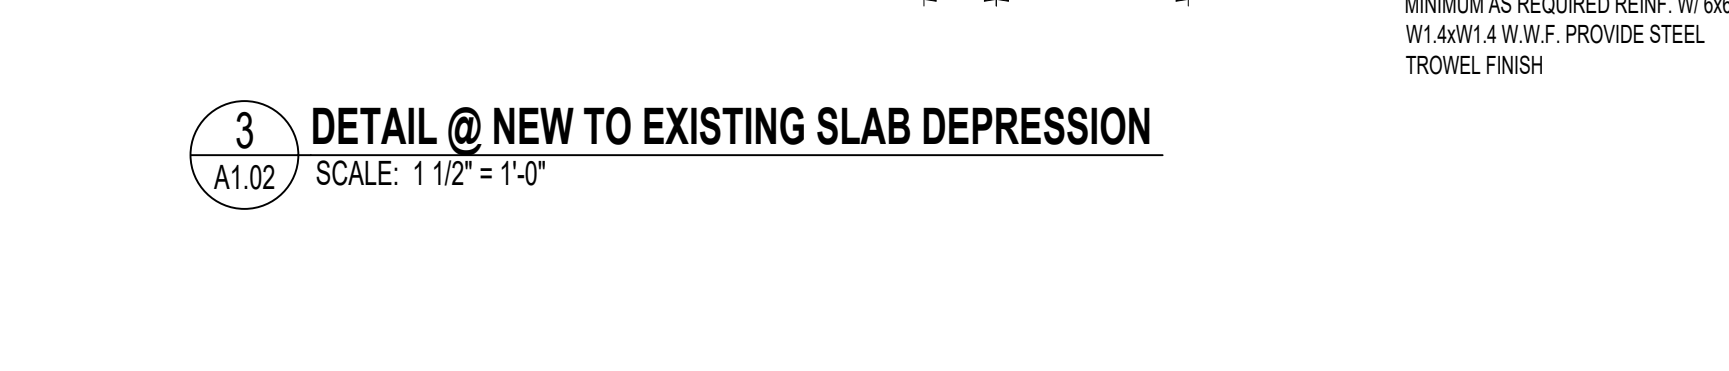 MINIMUM AS REQUIRED REINF. W/ 6x6
W1.4xW1.4 W.W.F. PROVIDE STEEL
TROWEL FINISH
3
DETAIL @ NEW TO EXISTING SLAB DEPRESSION
A1.02
SCALE: 1 1/2" = 1'-0"